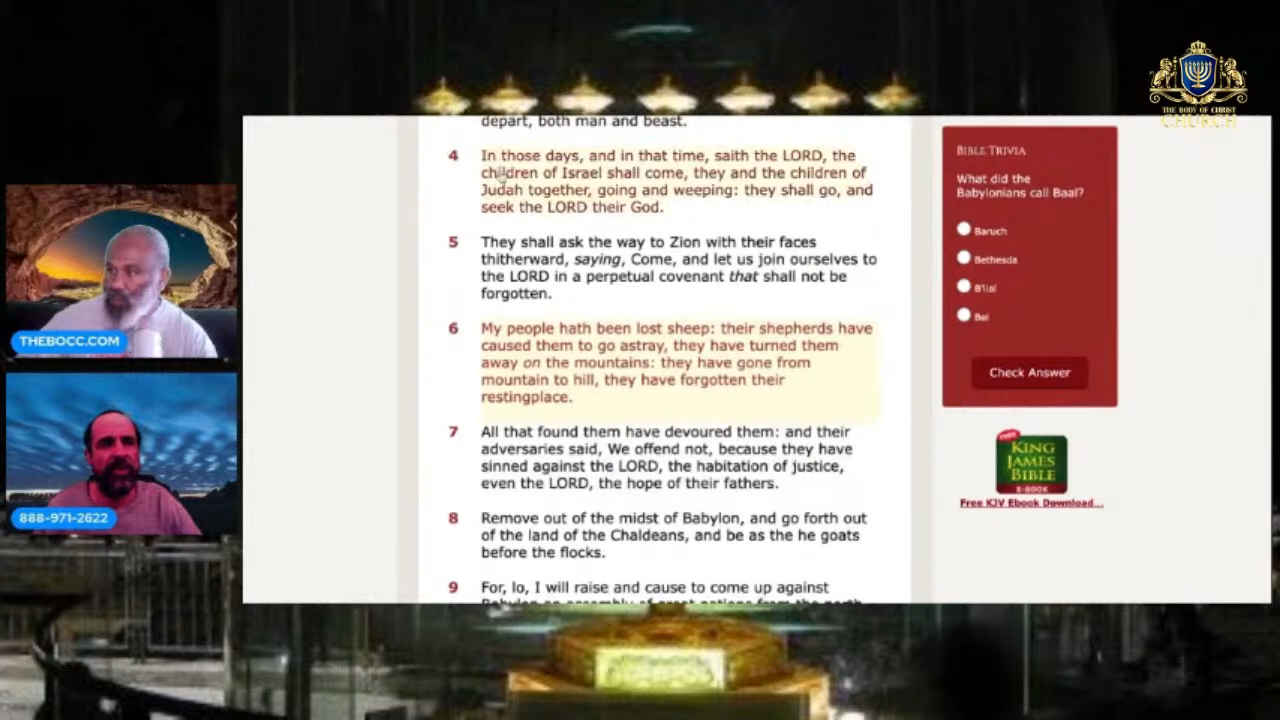 THE BODY OF CHRIST
CHURCH
depart, both man and beast.
4 In those days, and in that time, saith the LORD, the
children of Israel shall come, they and the children of
Judah together, going and weeping: they shall go, and
seek the LORD their God.
5 They shall ask the way to Zion with their faces
thitherward, saying, Come, and let us join ourselves to
the LORD in a perpetual covenant that shall not be
forgotten.
6 My people hath been lost sheep: their shepherds have
caused them to go astray, they have turned them
away on the mountains: they have gone from
mountain to hill, they have forgotten their
restingplace.
7 All that found them have devoured them: and their
adversaries said, We offend not, because they have
sinned against the LORD, the habitation of justice,
even the LORD, the hope of their fathers.
8 Remove out of the midst of Babylon, and go forth out
of the land of the Chaldeans, and be as the he goats
before the flocks.
9 For, lo, I will raise and cause to come up against
Babylon an assembly of great nations from the north
BIBLE TRIVIA
What did the
Babylonians call Baal?
Baruch
Bethesda
B'lial
Bel
Check Answer
FREE
KING
JAMES
BIBLE
E-BOOK
Free KJV Ebook Download...
THEBOCC.COM
888-971-2622